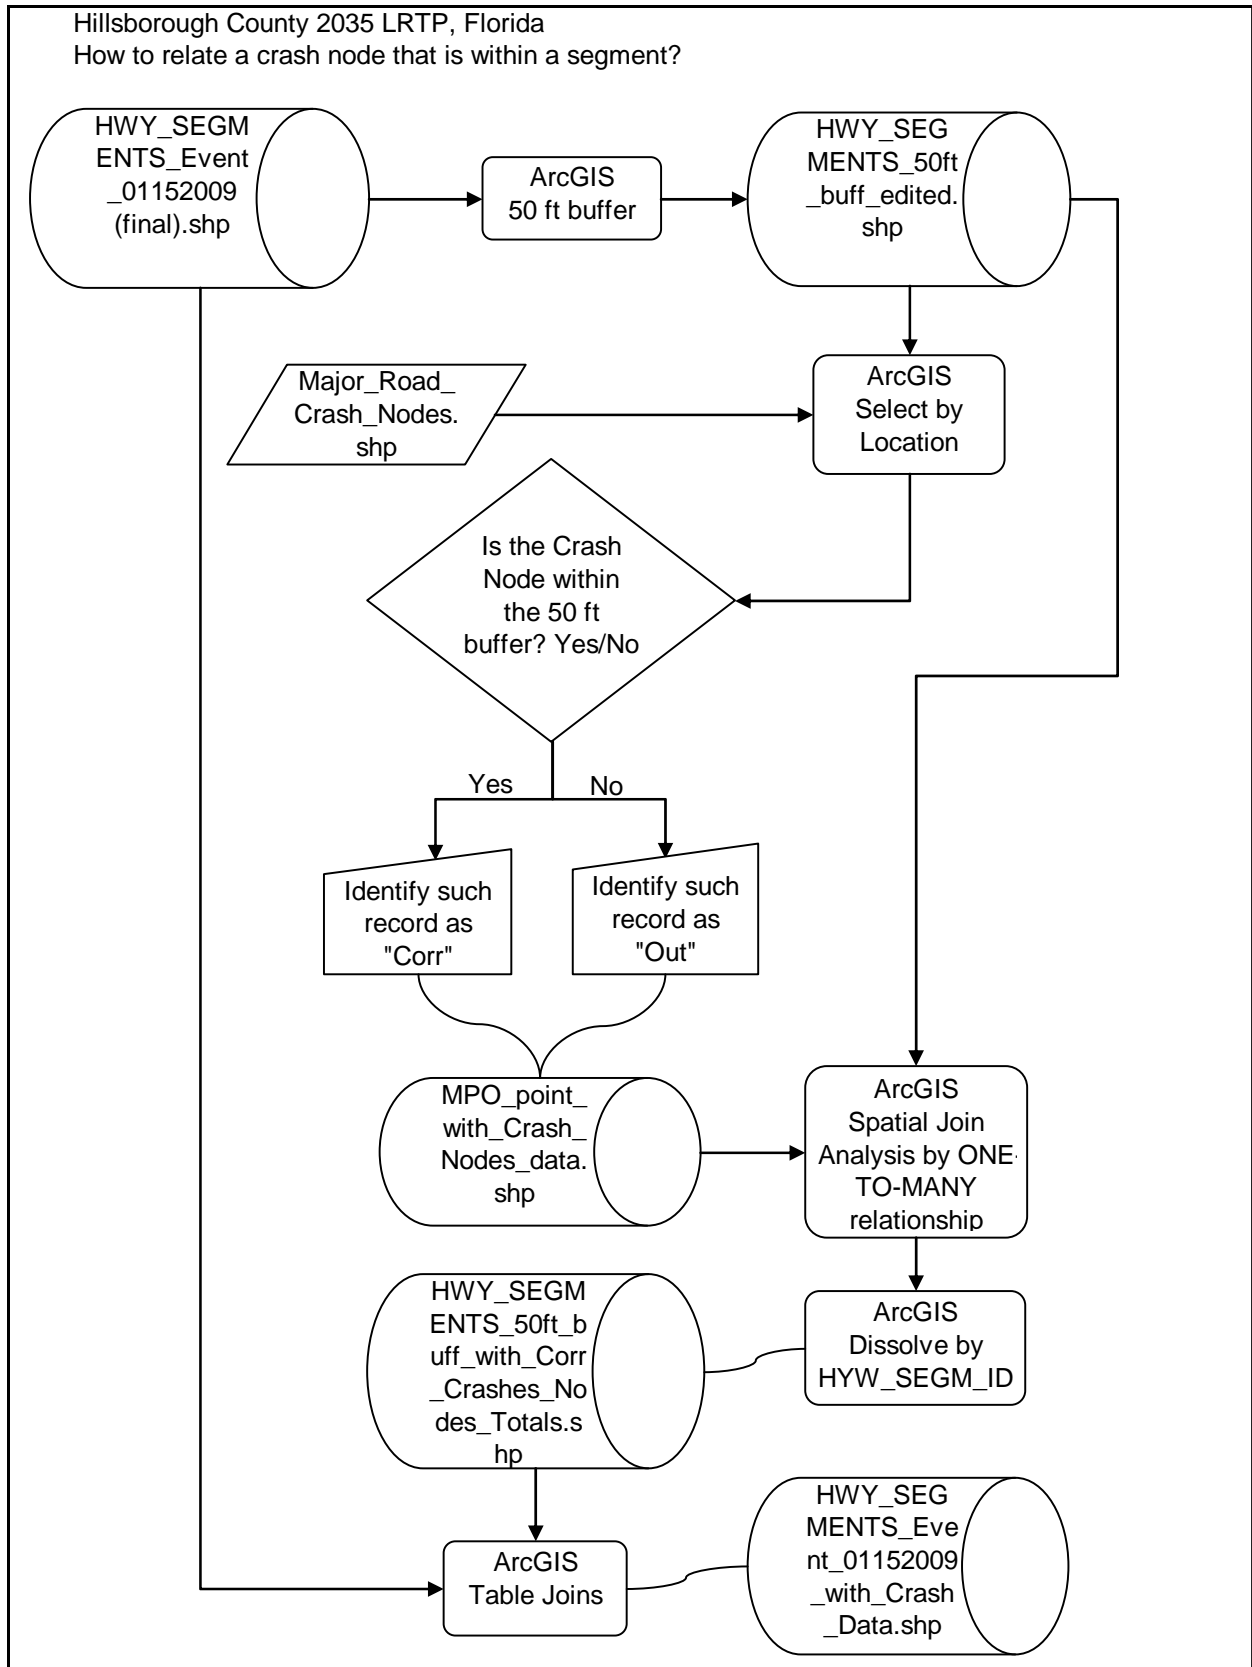 Hillsborough County 2035 LRTP, Florida
How to relate a crash node that is within a segment?
HWY_SEGM
ENTS_Event
_01152009
(final).shp
ArcGIS
50 ft buffer
HWY_SEG
MENTS_50ft
_buff_edited.
shp
Major_Road_
Crash_Nodes.
shp
ArcGIS
Select by
Location
Is the Crash
Node within
the 50 ft
buffer? Yes/No
Yes
No
Identify such
record as
"Corr"
Identify such
record as
"Out"
MPO_point_
with_Crash_
Nodes_data.
shp
ArcGIS
Spatial Join
Analysis by ONE-
TO-MANY
relationship
HWY_SEGM
ENTS_50ft_b
uff_with_Corr
_Crashes_No
des_Totals.s
hp
ArcGIS
Dissolve by
HYW_SEGM_ID
ArcGIS
Table Joins
HWY_SEG
MENTS_Eve
nt_01152009
_with_Crash
_Data.shp